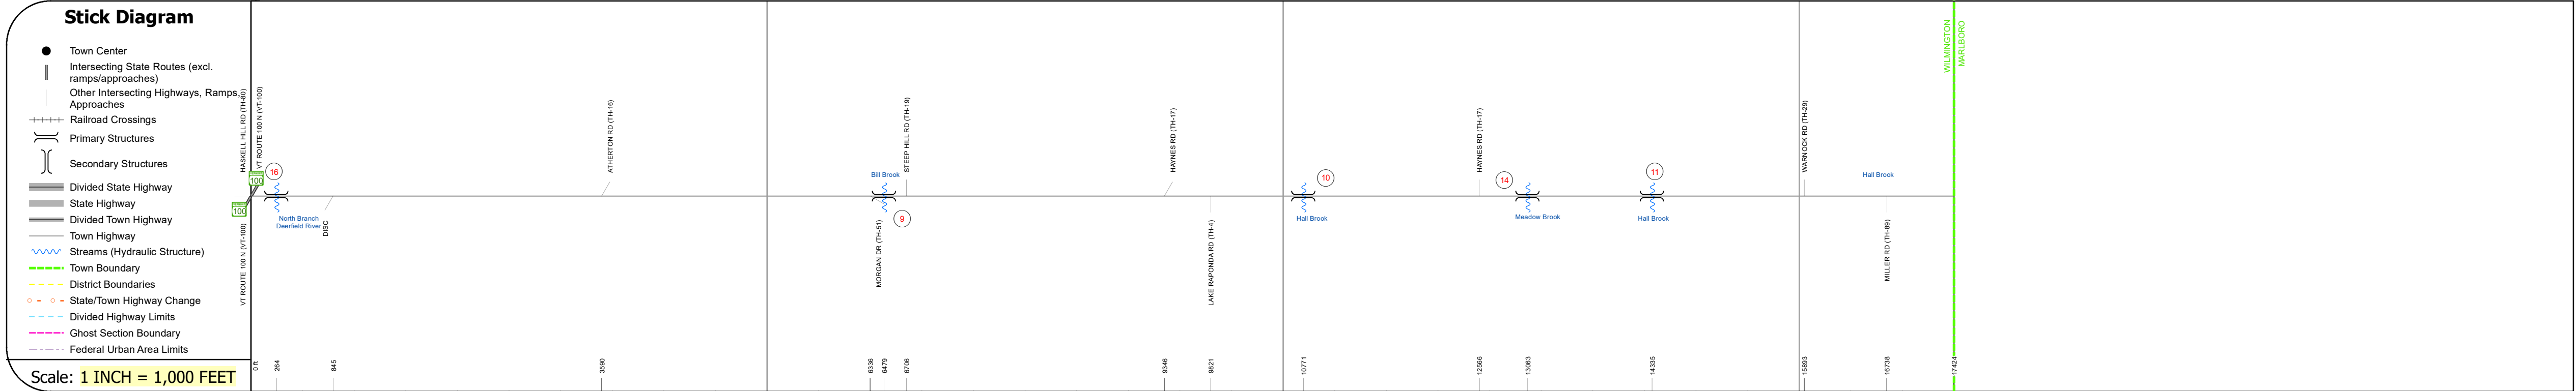 Stick Diagram
Town Center
Intersecting State Routes (excl.
ramps/approaches)
Other Intersecting Highways, Ramps,
Approaches
Railroad Crossings
Primary Structures
Secondary Structures
Divided State Highway
State Highway
Divided Town Highway
Town Highway
Streams (Hydraulic Structure)
Town Boundary
District Boundaries
State/Town Highway Change
Divided Highway Limits
Ghost Section Boundary
Federal Urban Area Limits
Scale: 1 INCH = 1,000 FEET
HASKELL HILL RD (TH-80)
VT ROUTE 100 N (VT-100)
100
100
VT ROUTE 100 N (VT-100)
16
North Branch
Deerfield River
DISC
ATHERTON RD (TH-16)
Bill Brook
9
MORGAN DR (TH-51)
STEEP HILL RD (TH-19)
HAYNES RD (TH-17)
LAKE RAPONDA RD (TH-4)
10
Hall Brook
HAYNES RD (TH-17)
14
Meadow Brook
11
Hall Brook
WARNOCK RD (TH-29)
Hall Brook
MILLER RD (TH-89)
WILMINGTON
MARLBORO
0 ft
264
845
3590
6336
6479
6706
9346
9821
10771
12566
13063
14335
15893
16738
17424